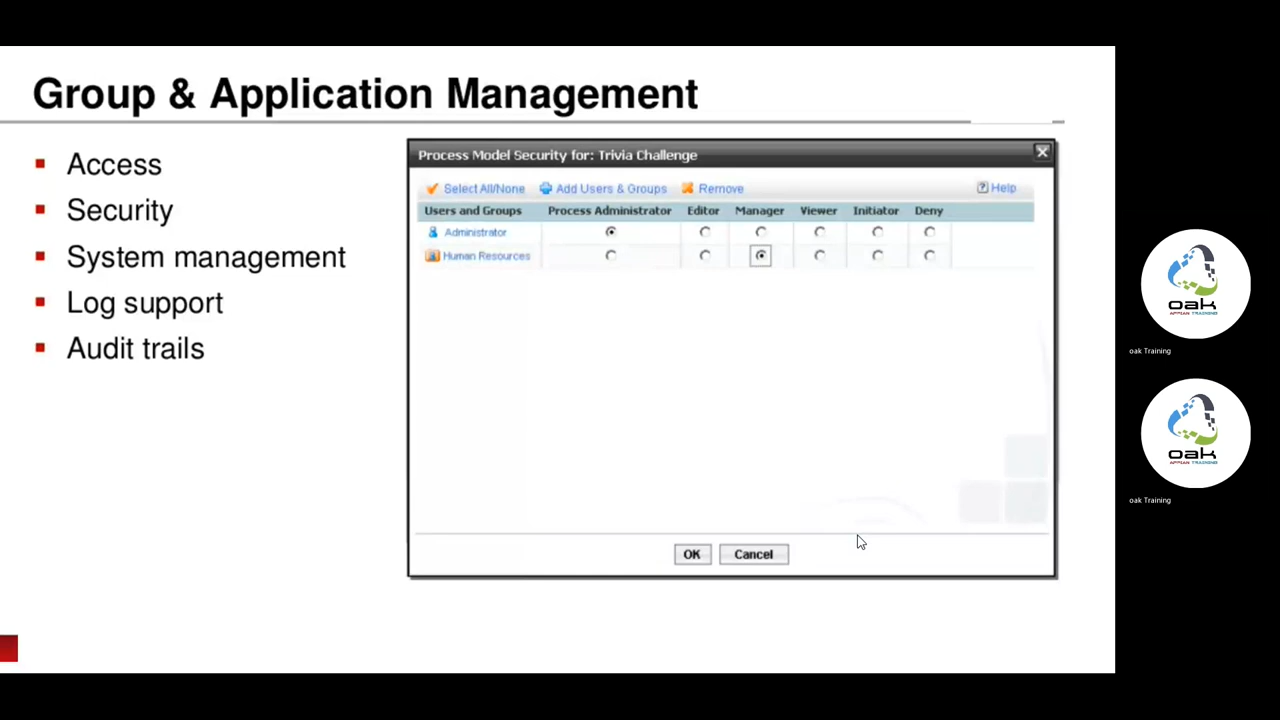 Group & Application Management
Access
Security
System management
Log support
Audit trails
Process Model Security for: Trivia Challenge
Select All/None Add Users & Groups Remove ? Help
Users and Groups Process Administrator Editor Manager Viewer Initiator Deny
Administrator
Human Resources
OK Cancel
oak
APPIAN TRAINING
oak Training
oak
APPIAN TRAINING
oak Training